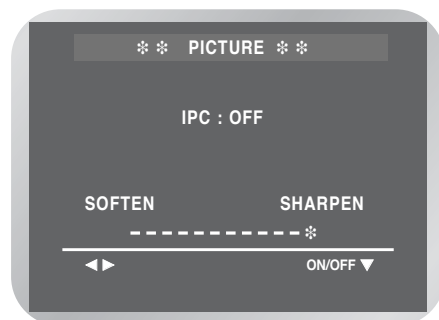 ❇ ❇ PICTURE ❇ ❇
IPC : OFF
SOFTEN SHARPEN
------------❇
◀ ▶ ON/OFF ▼